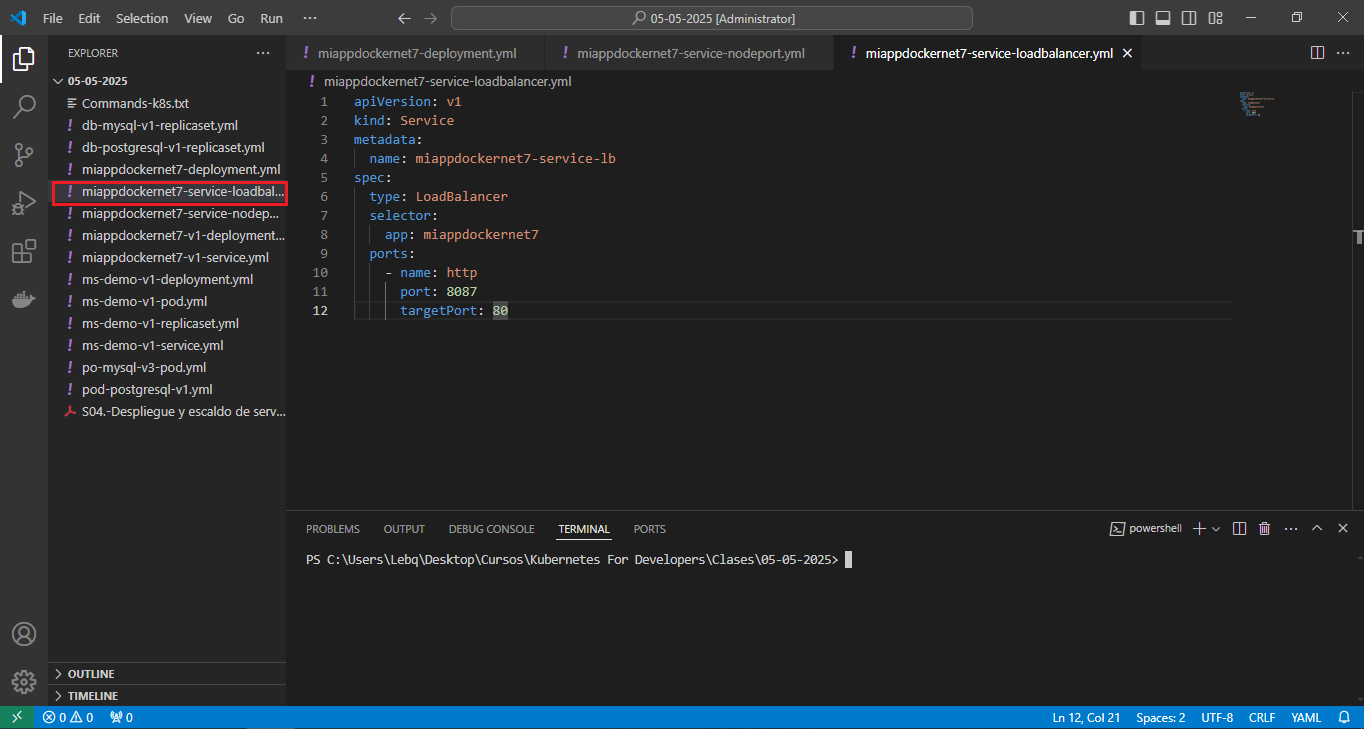 File Edit Selection View Go Run ···
05-05-2025 [Administrator]
EXPLORER ···
05-05-2025
Commands-k8s.txt
! db-mysql-v1-replicaset.yml
! db-postgresql-v1-replicaset.yml
! miappdockernet7-deployment.yml
! miappdockernet7-service-loadbal...
! miappdockernet7-service-nodep...
! miappdockernet7-v1-deployment...
! miappdockernet7-v1-service.yml
! ms-demo-v1-deployment.yml
! ms-demo-v1-pod.yml
! ms-demo-v1-replicaset.yml
! ms-demo-v1-service.yml
! po-mysql-v3-pod.yml
! pod-postgresql-v1.yml
S04.-Despliegue y escaldo de serv...
OUTLINE
TIMELINE
! miappdockernet7-deployment.yml ! miappdockernet7-service-nodeport.yml ! miappdockernet7-service-loadbalancer.yml
! miappdockernet7-service-loadbalancer.yml
1 apiVersion: v1
2 kind: Service
3 metadata:
4 name: miappdockernet7-service-lb
5 spec:
6 type: LoadBalancer
7 selector:
8 app: miappdockernet7
9 ports:
10 - name: http
11 port: 8087
12 targetPort: 80
PROBLEMS OUTPUT DEBUG CONSOLE TERMINAL PORTS powershell
PS C:\Users\Lebq\Desktop\Cursos\Kubernetes For Developers\Clases\05-05-2025>
0 0 0 Ln 12, Col 21 Spaces: 2 UTF-8 CRLF YAML